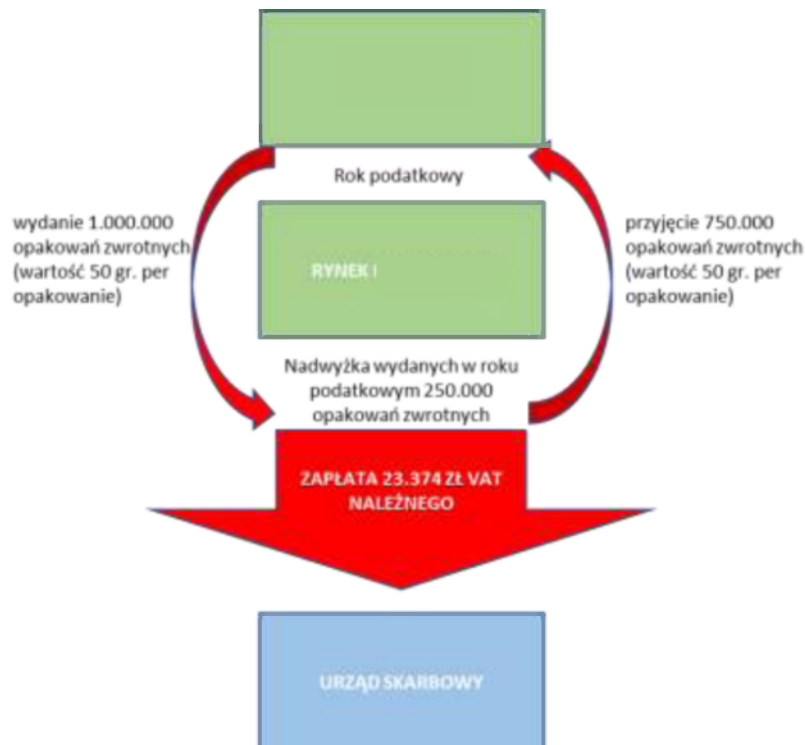 Rok podatkowy
wydanie 1.000.000
opakowań zwrotnych
(wartość 50 gr. per
opakowanie)
przyjęcie 750.000
opakowań zwrotnych
(wartość 50 gr. per
opakowanie)
RYNEK I
Nadwyżka wydanych w roku
podatkowym 250.000
opakowań zwrotnych
ZAPŁATA 23.374 ZŁ VAT
NALEŻNEGO
URZĄD SKARBOWY